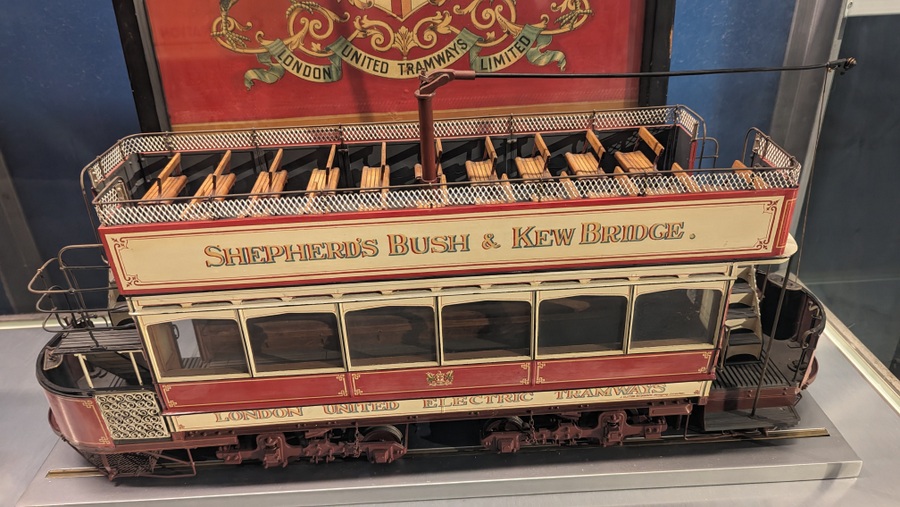 LONDON UNITED TRAMWAYS LIMITED
SHEPHERD'S BUSH & KEW BRIDGE.
LONDON UNITED ELECTRIC TRAMWAYS